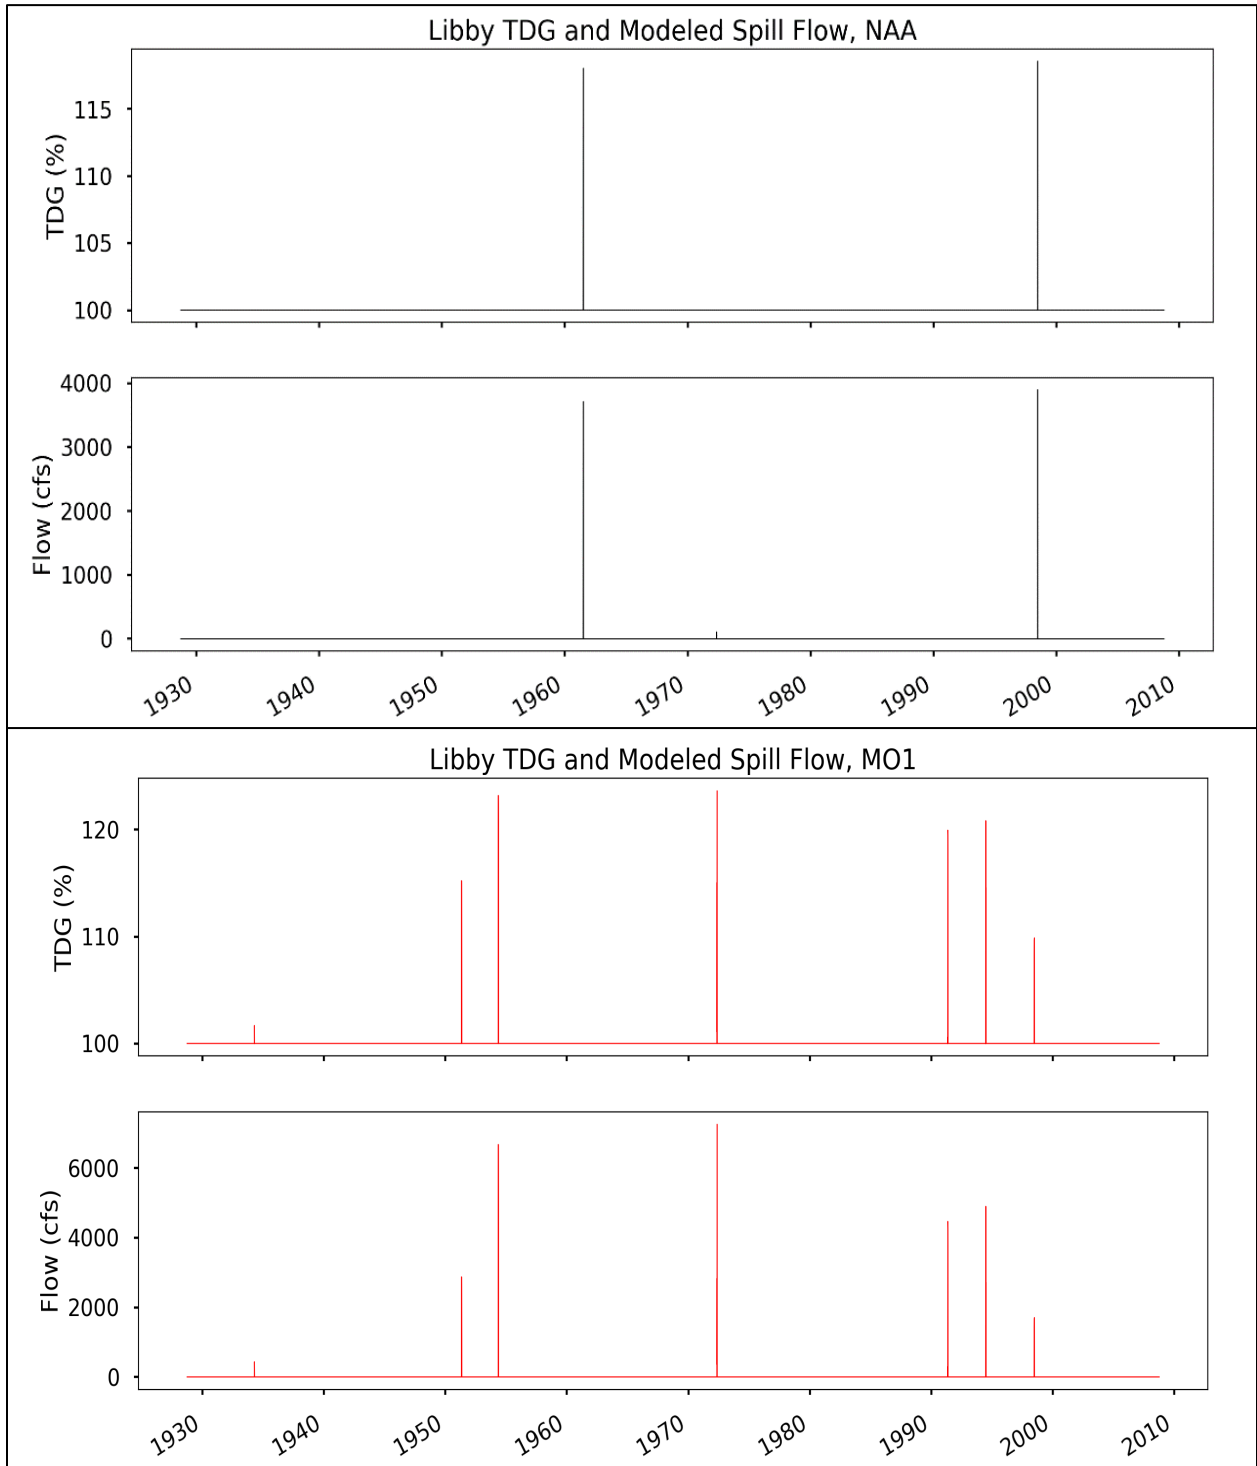 Libby TDG and Modeled Spill Flow, NAA
TDG (%)
115
110
105
100
Flow (cfs)
4000
3000
2000
1000
0
1930 1940 1950 1960 1970 1980 1990 2000 2010
Libby TDG and Modeled Spill Flow, MO1
TDG (%)
120
110
100
Flow (cfs)
6000
4000
2000
0
1930 1940 1950 1960 1970 1980 1990 2000 2010